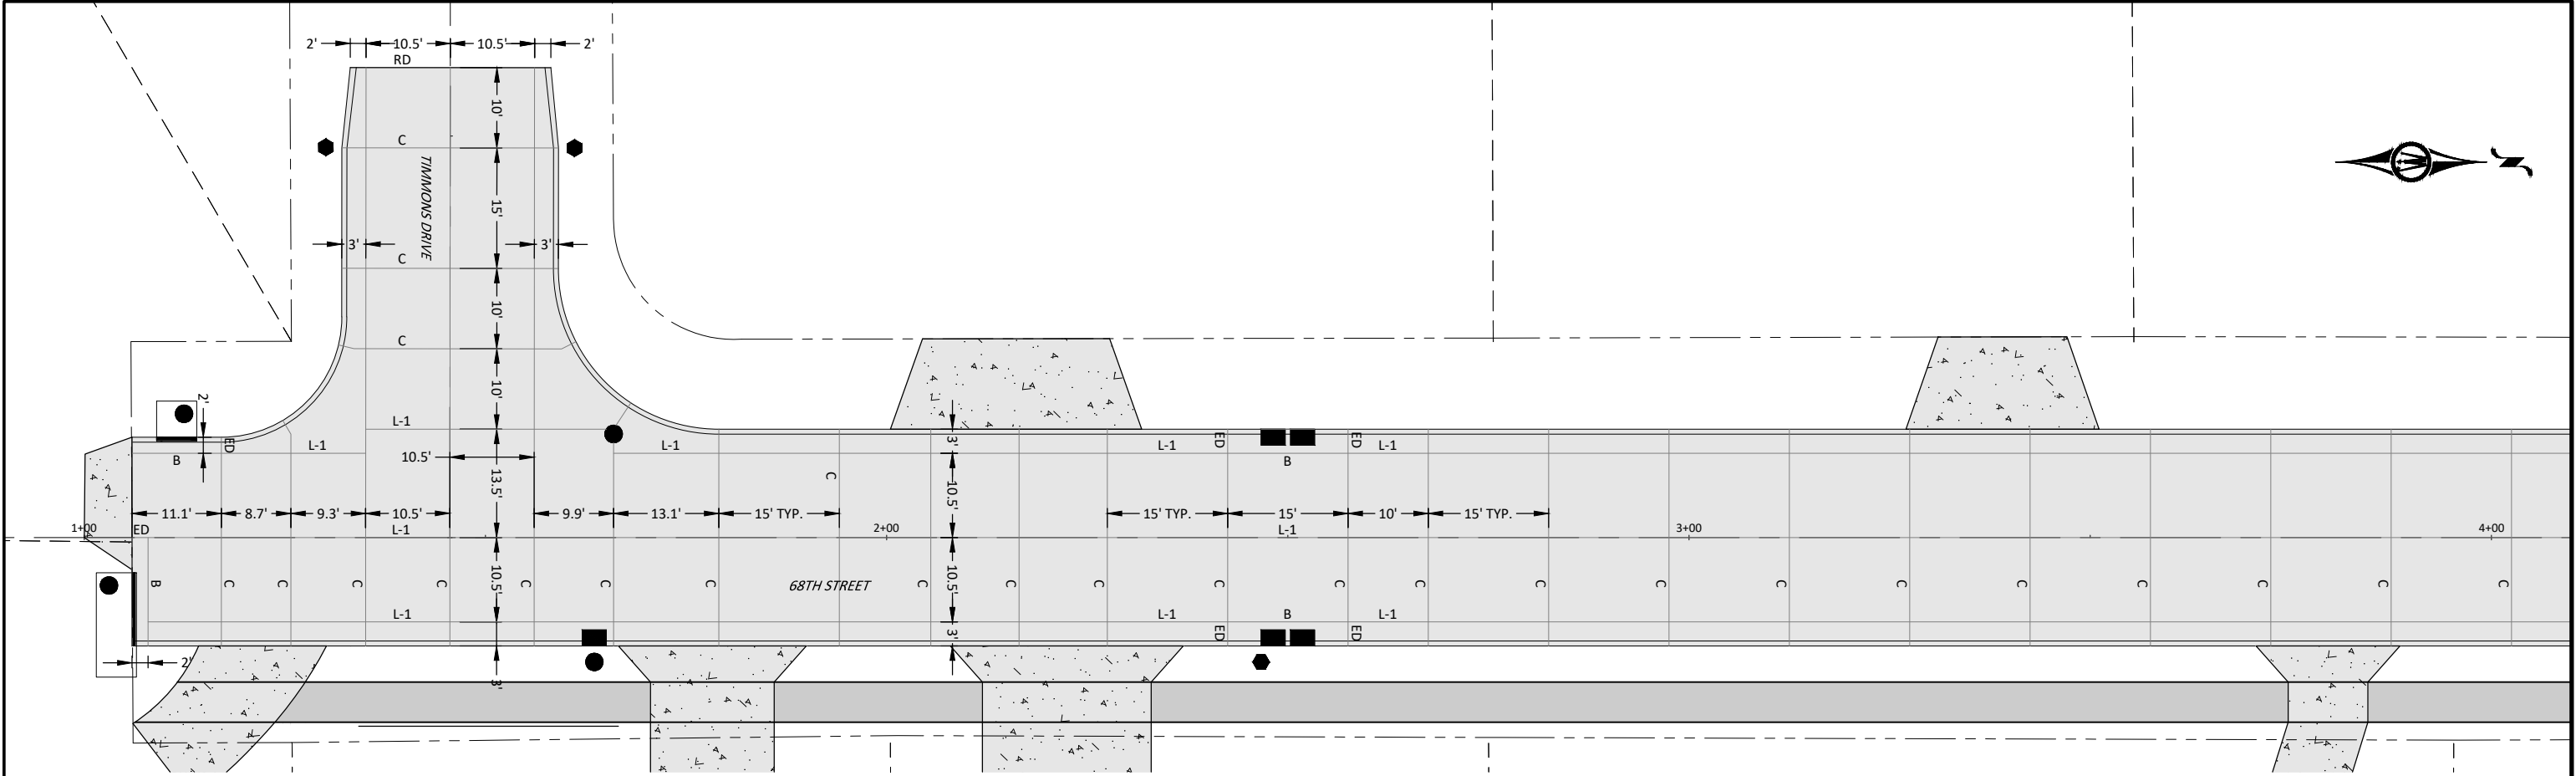 2' 10.5' 10.5' 2'
RD
10'
C
TIMMONS DRIVE
15'
3' 3'
C
10'
C
10'
2'
L-1
ED L-1 L-1 3' L-1 ED ED L-1
B B
10.5' 13.5'
C
10.5'
11.1' 8.7' 9.3' 10.5' 9.9' 13.1' 15' TYP. 15' TYP. 15' 10' 15' TYP.
1+00 ED L-1 2+00 L-1 3+00 4+00
B C C C C C C C 10.5' 10.5' C C C C C C C C C C C C C C
68TH STREET
L-1 L-1 B L-1
3' ED ED
2' 3'
N